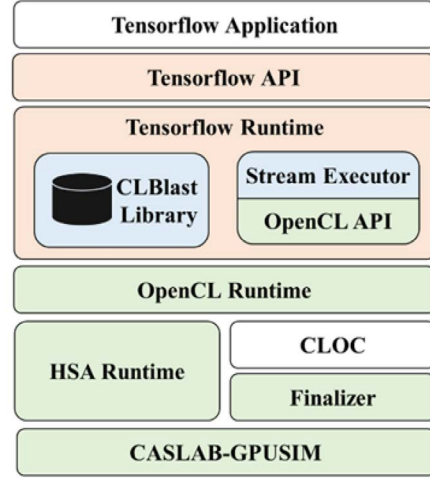 Tensorflow Application
Tensorflow API
Tensorflow Runtime
CLBlast
Library
Stream Executor
OpenCL API
OpenCL Runtime
HSA Runtime
CLOC
Finalizer
CASLAB-GPUSIM